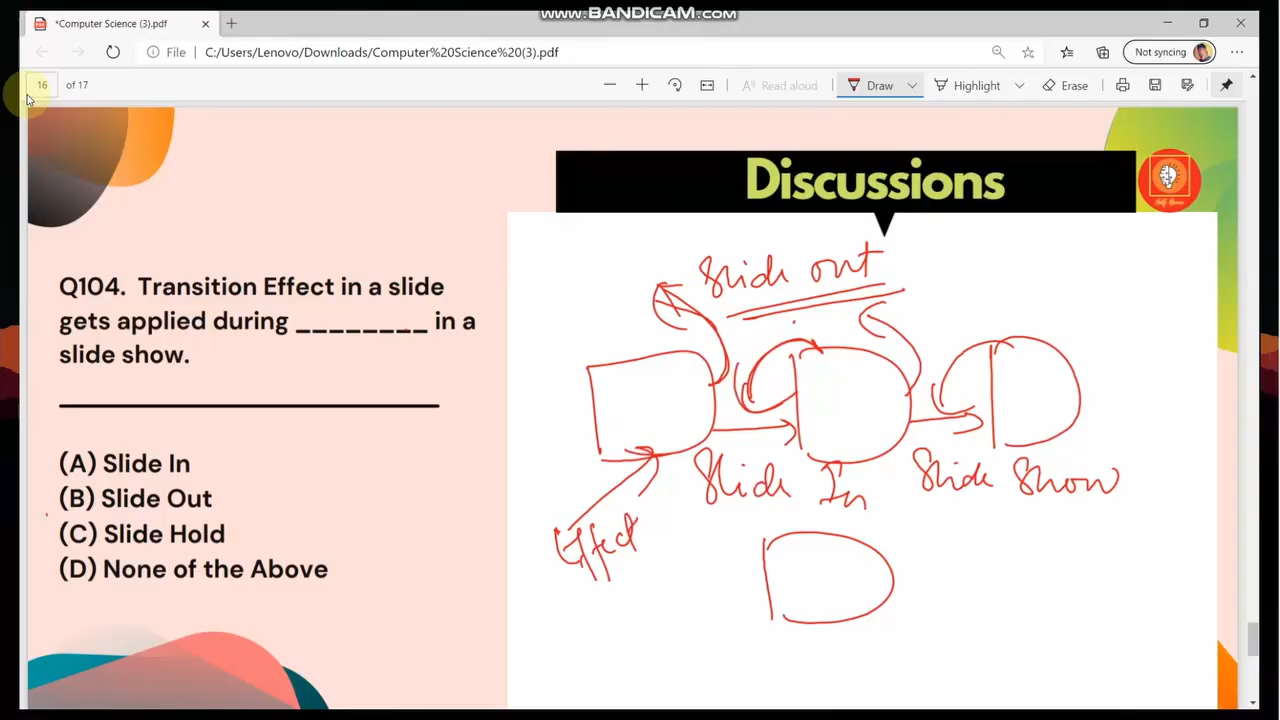 www.BANDICAM.com
*Computer Science (3).pdf
File C:/Users/Lenovo/Downloads/Computer%20Science%20(3).pdf
Not syncing
16 of 17
Read aloud Draw Highlight Erase
Discussions
Q104. Transition Effect in a slide
gets applied during ________ in a
slide show.
(A) Slide In
(B) Slide Out
(C) Slide Hold
(D) None of the Above
Slide out
Slide In
Slide Show
Effect